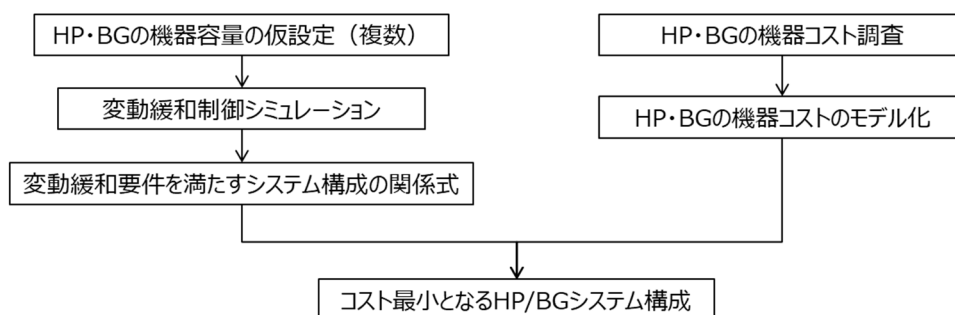 HP・BGの機器容量の仮設定（複数）
変動緩和制御シミュレーション
変動緩和要件を満たすシステム構成の関係式
HP・BGの機器コスト調査
HP・BGの機器コストのモデル化
コスト最小となるHP/BGシステム構成